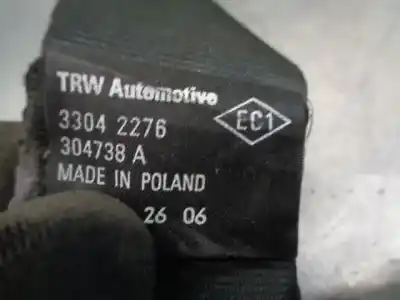 TRW Automotive
3304 2276
EC1
304738 A
MADE IN POLAND
26 06